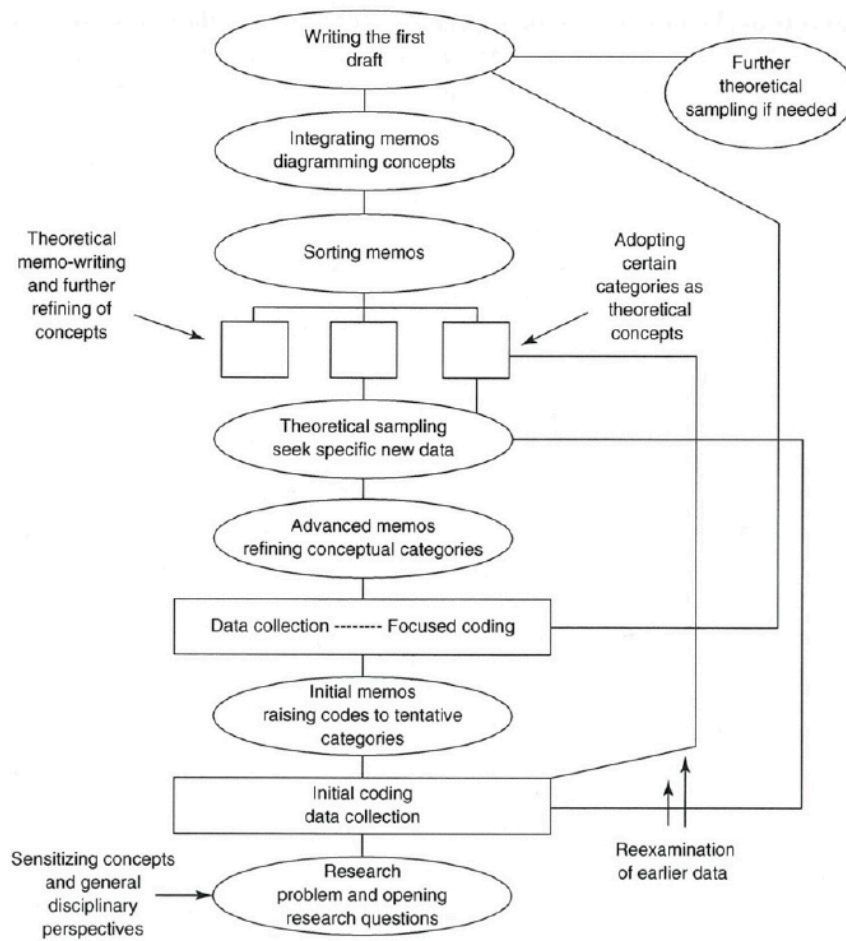 Writing the first
draft
Further
theoretical
sampling if needed
Integrating memos
diagramming concepts
Theoretical
memo-writing
and further
refining of
concepts
Sorting memos
Adopting
certain
categories as
theoretical
concepts
Theoretical sampling
seek specific new data
Advanced memos
refining conceptual categories
Data collection -------- Focused coding
Initial memos
raising codes to tentative
categories
Initial coding
data collection
Reexamination
of earlier data
Sensitizing concepts
and general
disciplinary
perspectives
Research
problem and opening
research questions